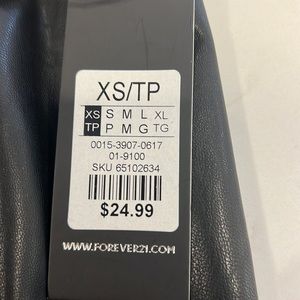 XS/TP
XS S M L XL
TP P M G TG
0015-3907-0617
01-9100
SKU 65102634
$24.99
WWW.FOREVER21.COM